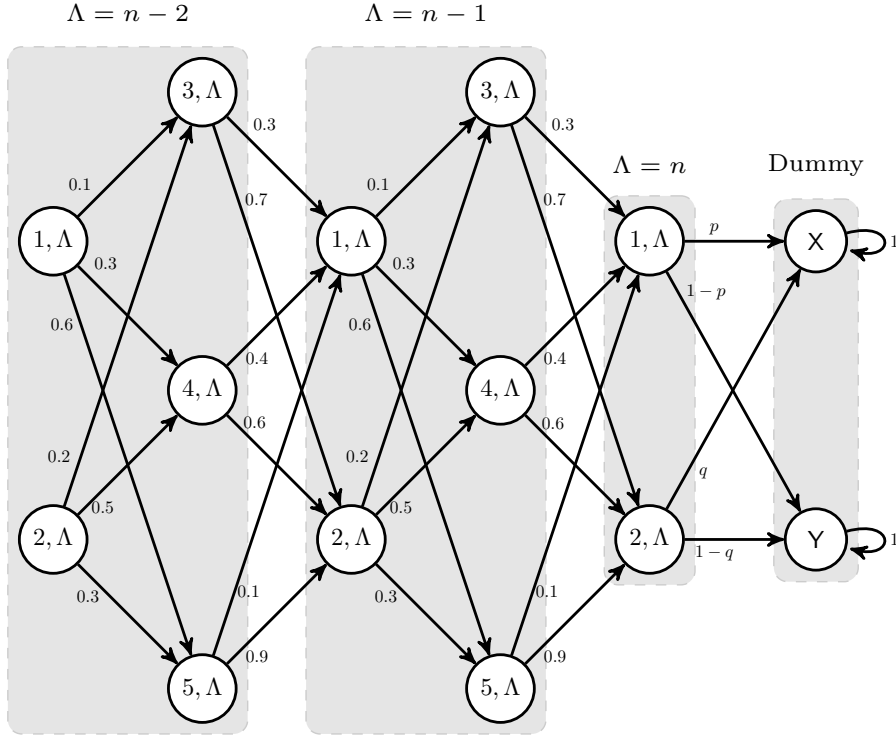 Λ = n − 2
Λ = n − 1
3, Λ
3, Λ
0.3
0.3
Λ = n
Dummy
0.1
0.7
0.1
0.7
1, Λ
1, Λ
1, Λ
p
X
1
0.3
0.3
1 − p
0.6
0.6
0.4
0.4
4, Λ
4, Λ
0.6
0.6
0.2
0.2
q
0.5
0.5
2, Λ
2, Λ
2, Λ
1 − q
Y
1
0.3
0.1
0.3
0.1
0.9
0.9
5, Λ
5, Λ